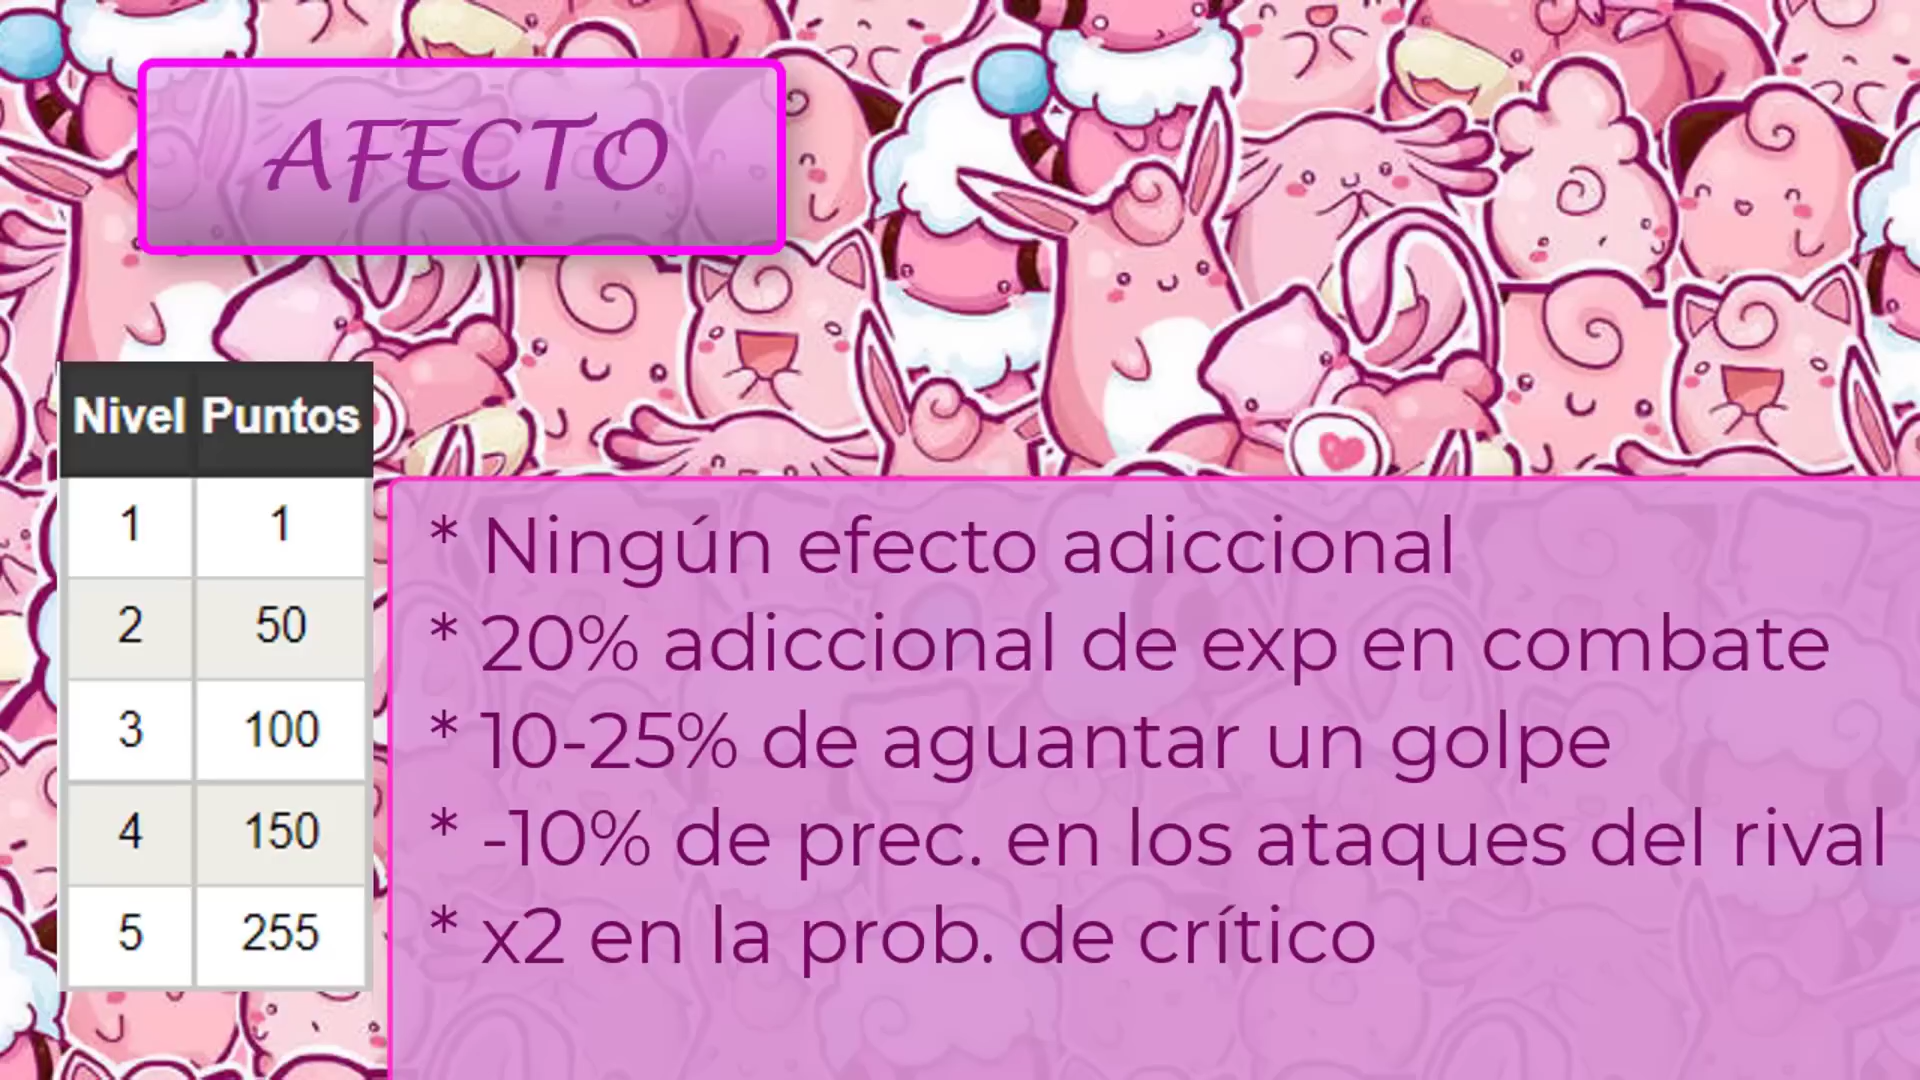 AFECTO
Nivel Puntos
1 1
2 50
3 100
4 150
5 255
* Ningún efecto adiccional
* 20% adiccional de exp en combate
* 10-25% de aguantar un golpe
* -10% de prec. en los ataques del rival
* x2 en la prob. de crítico